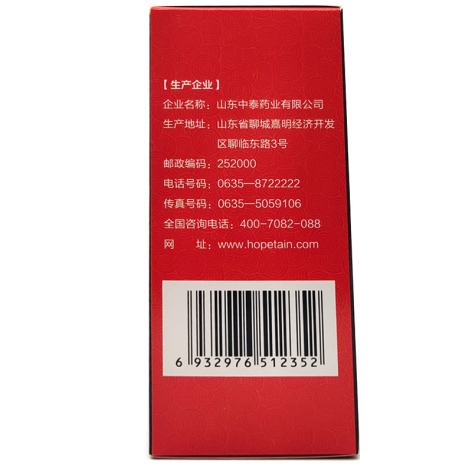 【生产企业】
企业名称：山东中泰药业有限公司
生产地址：山东省聊城嘉明经济开发
区聊临东路3号
邮政编码：252000
电话号码：0635—8722222
传真号码：0635—5059106
全国咨询电话：400-7082-088
网　　址：www.hopetain.com
6 932976 512352